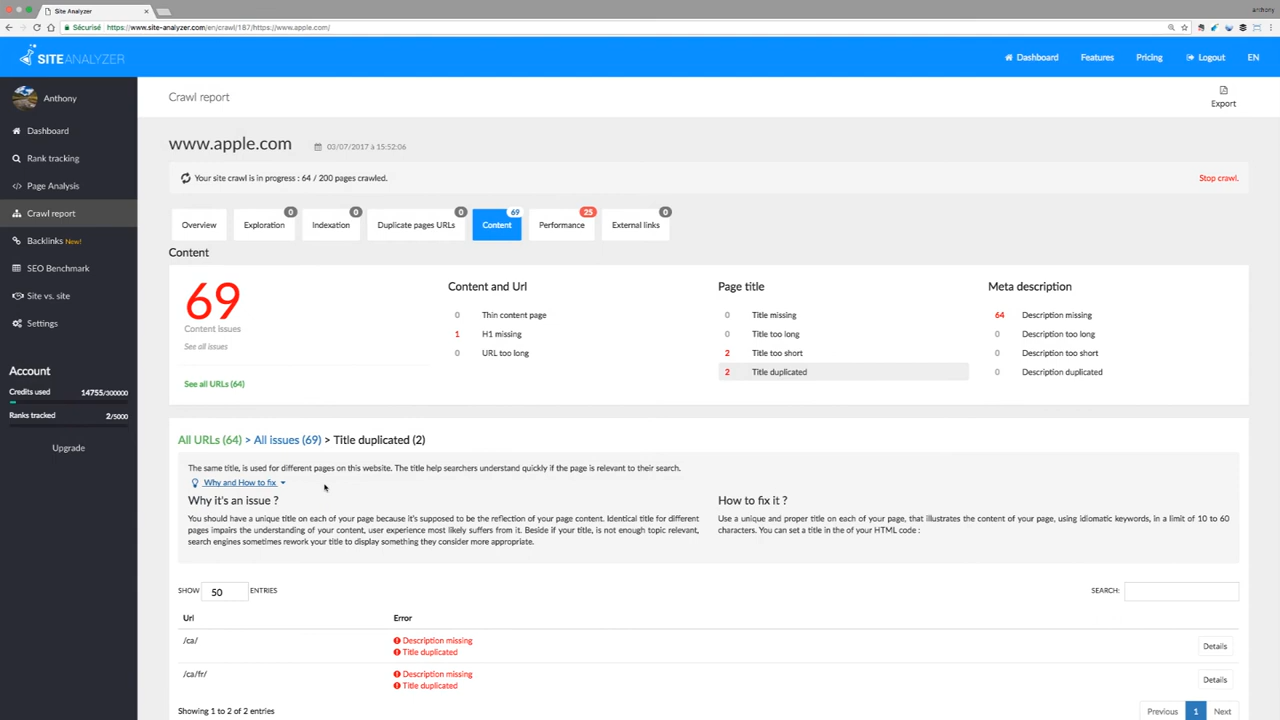 Site Analyzer
anthony
Sécurisé https://www.site-analyzer.com/en/crawl/187/https://www.apple.com/
SITEANALYZER
Dashboard
Features
Pricing
Logout
EN
Anthony
Dashboard
Rank tracking
Page Analysis
Crawl report
Backlinks New!
SEO Benchmark
Site vs. site
Settings
Account
Credits used 14755/300000
Ranks tracked 2/5000
Upgrade
Crawl report
Export
www.apple.com
03/07/2017 à 15:52:06
Your site crawl is in progress : 64 / 200 pages crawled.
Stop crawl.
Overview
Exploration 0
Indexation 0
Duplicate pages URLs 0
Content 69
Performance 25
External links 0
Content
69
Content issues
See all issues
See all URLs (64)
Content and Url
0 Thin content page
1 H1 missing
0 URL too long
Page title
0 Title missing
0 Title too long
2 Title too short
2 Title duplicated
Meta description
64 Description missing
0 Description too long
0 Description too short
0 Description duplicated
All URLs (64) > All issues (69) > Title duplicated (2)
The same title, is used for different pages on this website. The title help searchers understand quickly if the page is relevant to their search.
Why and How to fix
Why it's an issue ?
You should have a unique title on each of your page because it's supposed to be the reflection of your page content. Identical title for different
pages impairs the understanding of your content, user experience most likely suffers from it. Beside if your title, is not enough topic relevant,
search engines sometimes rework your title to display something they consider more appropriate.
How to fix it ?
Use a unique and proper title on each of your page, that illustrates the content of your page, using idiomatic keywords, in a limit of 10 to 60
characters. You can set a title in the of your HTML code :
SHOW 50 ENTRIES
SEARCH:
Url Error
/ca/ Description missing
Title duplicated
Details
/ca/fr/ Description missing
Title duplicated
Details
Showing 1 to 2 of 2 entries
Previous 1 Next